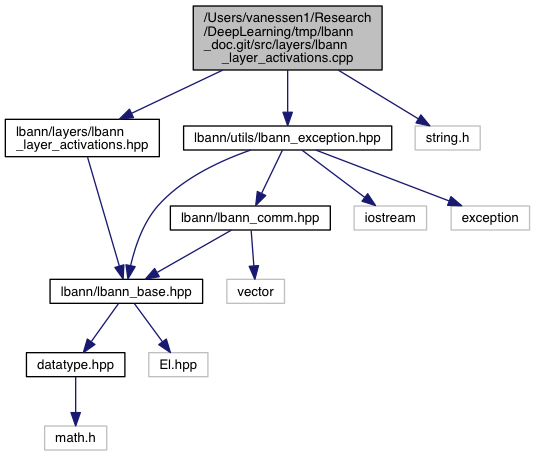 /Users/vanessen1/Research
/DeepLearning/tmp/lbann
_doc.git/src/layers/lbann
_layer_activations.cpp
lbann/layers/lbann
_layer_activations.hpp
lbann/utils/lbann_exception.hpp
string.h
lbann/lbann_comm.hpp
iostream
exception
lbann/lbann_base.hpp
vector
datatype.hpp
El.hpp
math.h